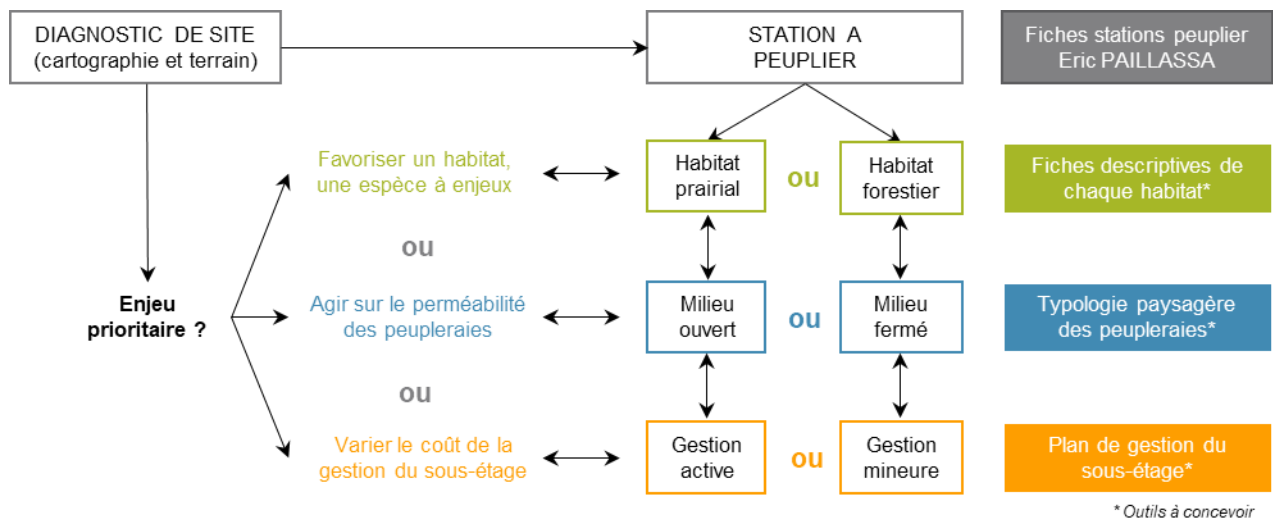 DIAGNOSTIC DE SITE
(cartographie et terrain)
STATION A
PEUPLIER
Fiches stations peuplier
Eric PAILLASSA
Favoriser un habitat,
une espèce à enjeux
Habitat
prairial
ou
Habitat
forestier
Fiches descriptives de
chaque habitat*
ou
Enjeu
prioritaire ?
Agir sur le perméabilité
des peupleraies
Milieu
ouvert
ou
Milieu
fermé
Typologie paysagère
des peupleraies*
ou
Varier le coût de la
gestion du sous-étage
Gestion
active
ou
Gestion
mineure
Plan de gestion du
sous-étage*
* Outils à concevoir